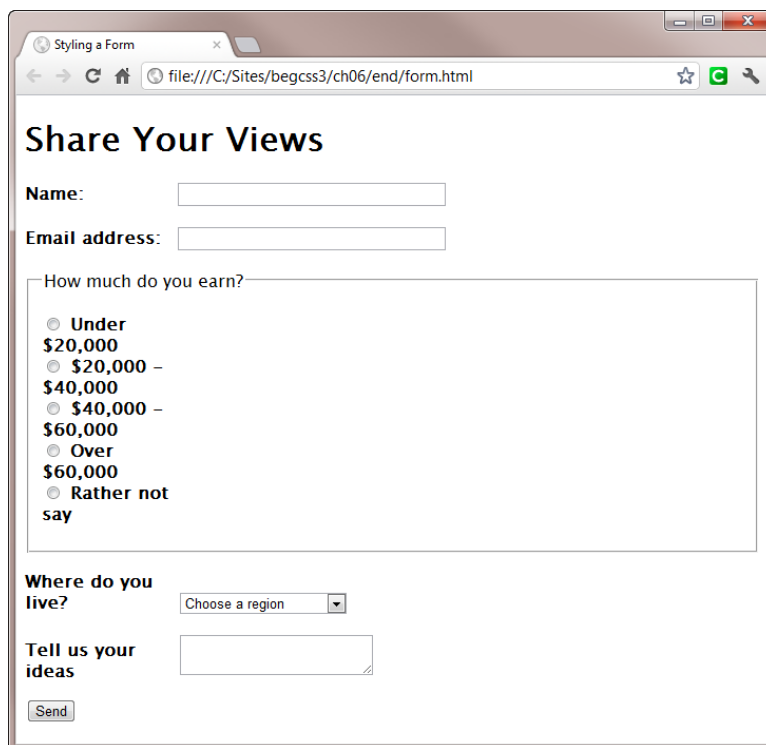 Styling a Form
file:///C:/Sites/begcss3/ch06/end/form.html
Share Your Views
Name:
Email address:
How much do you earn?
Under
$20,000
$20,000 –
$40,000
$40,000 –
$60,000
Over
$60,000
Rather not
say
Where do you
live?
Choose a region
Tell us your
ideas
Send